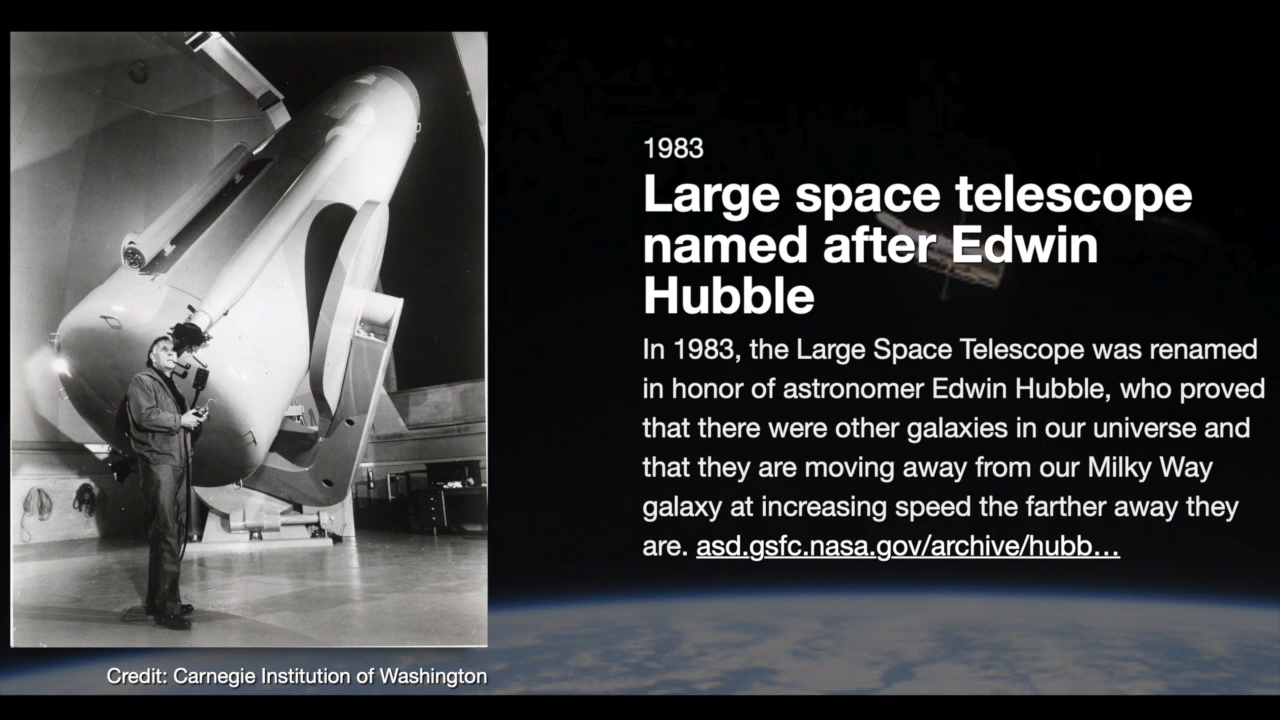 1983
Large space telescope
named after Edwin
Hubble
In 1983, the Large Space Telescope was renamed
in honor of astronomer Edwin Hubble, who proved
that there were other galaxies in our universe and
that they are moving away from our Milky Way
galaxy at increasing speed the farther away they
are. asd.gsfc.nasa.gov/archive/hubb…
Credit: Carnegie Institution of Washington